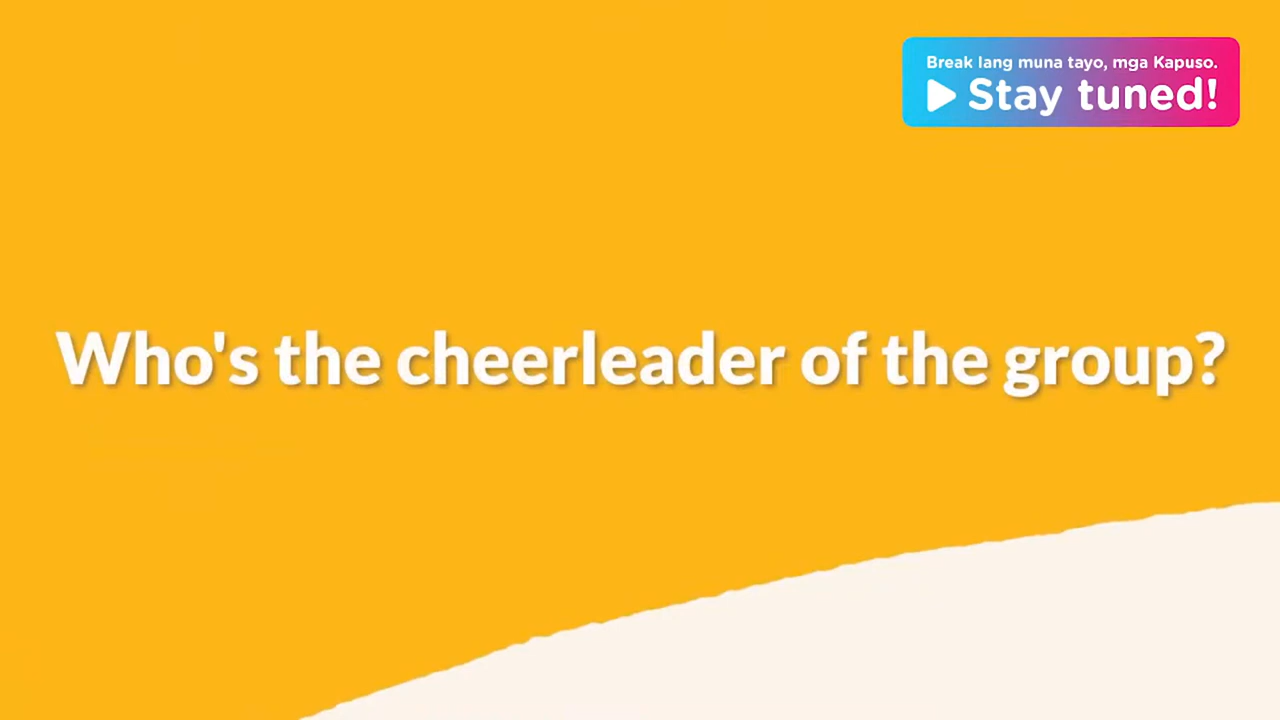 Break lang muna tayo, mga Kapuso.
Stay tuned!
Who's the cheerleader of the group?